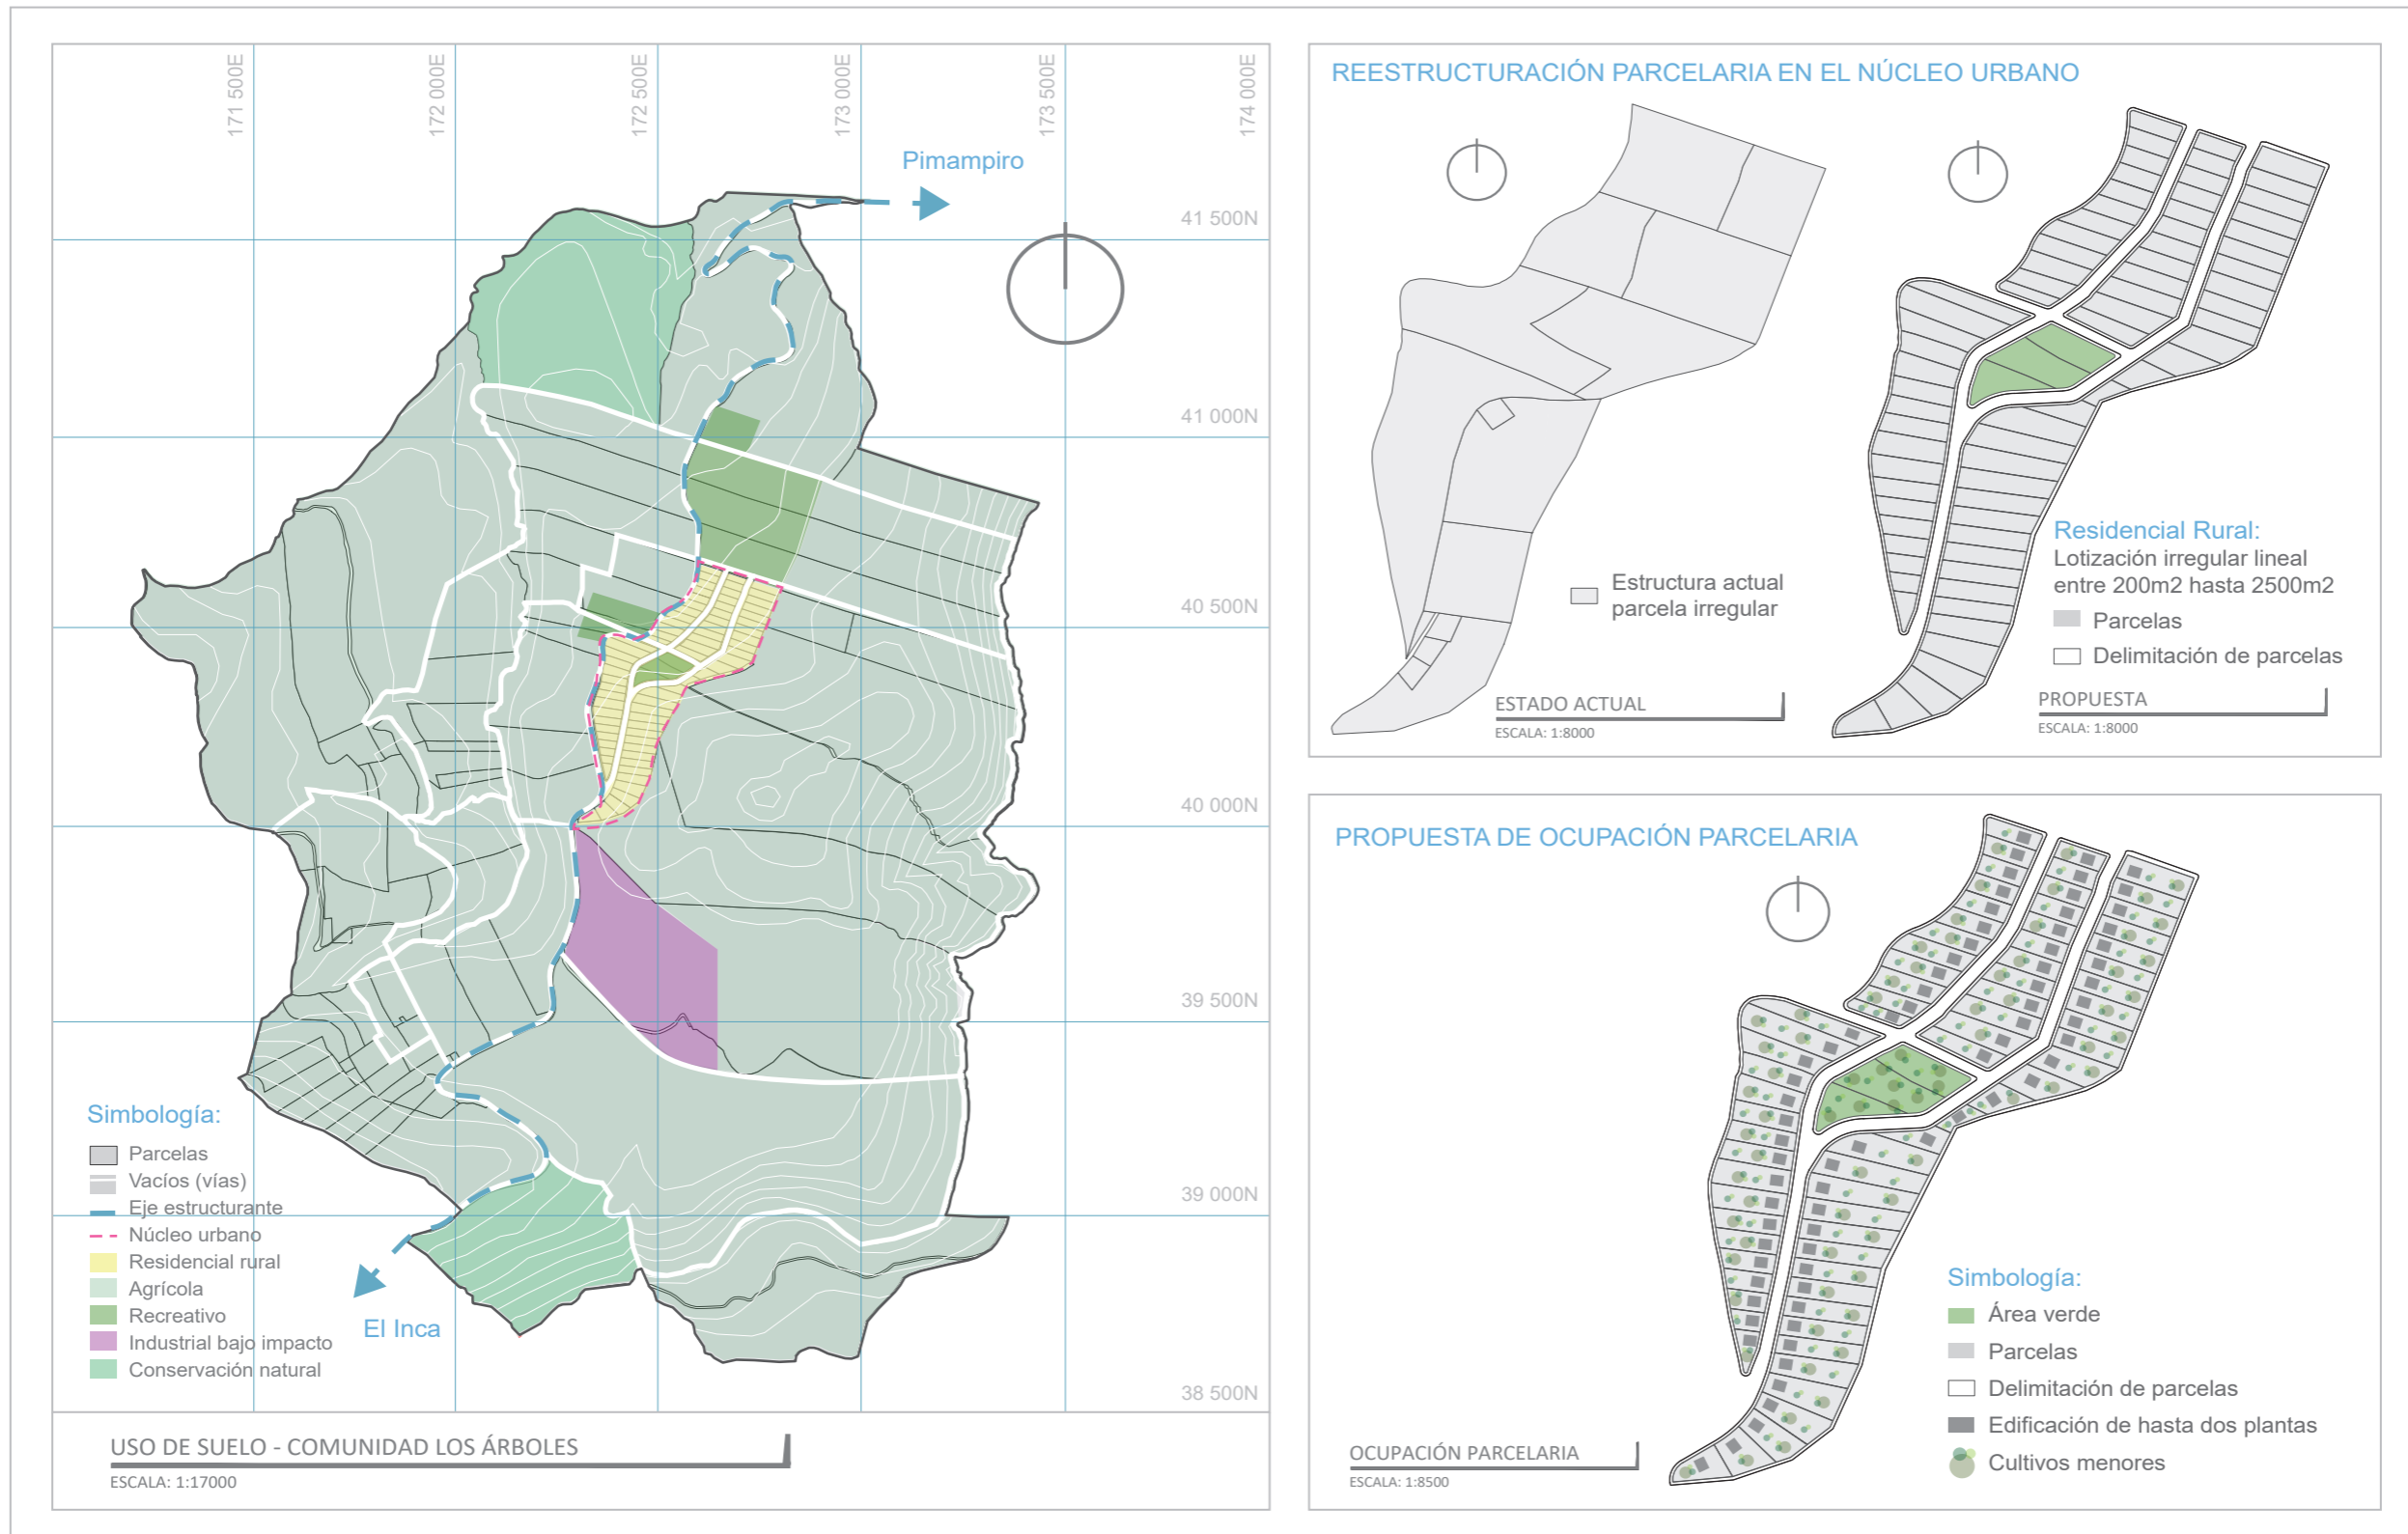 171 500E
172 000E
172 500E
173 000E
173 500E
174 000E
Pimampiro
41 500N
41 000N
40 500N
40 000N
39 500N
39 000N
38 500N
El Inca
Simbología:
Parcelas
Vacíos (vías)
Eje estructurante
Núcleo urbano
Residencial rural
Agrícola
Recreativo
Industrial bajo impacto
Conservación natural
USO DE SUELO - COMUNIDAD LOS ÁRBOLES
ESCALA: 1:17000
REESTRUCTURACIÓN PARCELARIA EN EL NÚCLEO URBANO
Estructura actual
parcela irregular
ESTADO ACTUAL
ESCALA: 1:8000
Residencial Rural:
Lotización irregular lineal
entre 200m2 hasta 2500m2
Parcelas
Delimitación de parcelas
PROPUESTA
ESCALA: 1:8000
PROPUESTA DE OCUPACIÓN PARCELARIA
Simbología:
Área verde
Parcelas
Delimitación de parcelas
Edificación de hasta dos plantas
Cultivos menores
OCUPACIÓN PARCELARIA
ESCALA: 1:8500